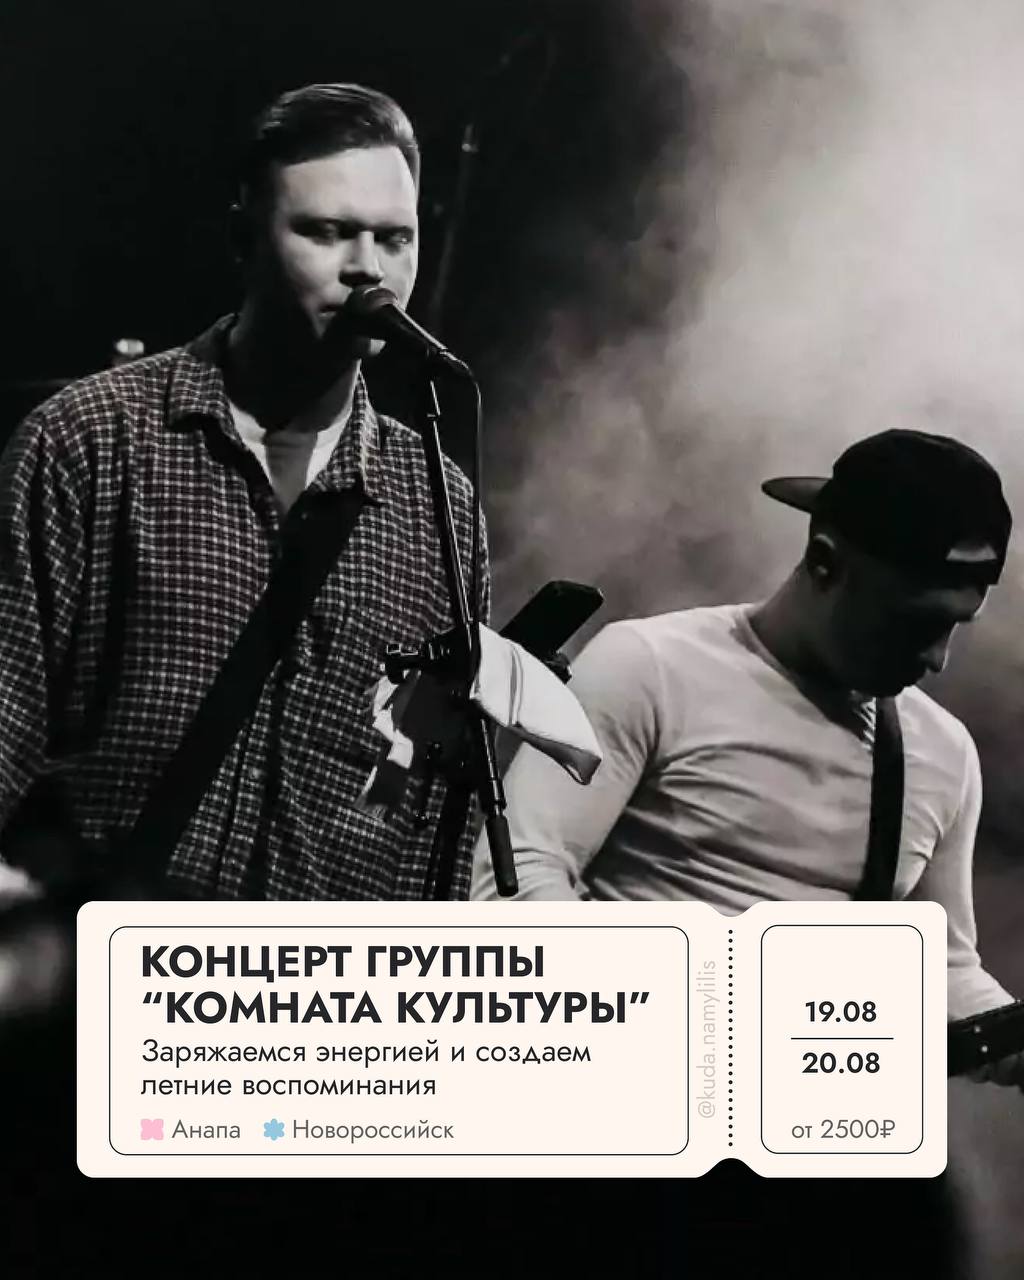 КОНЦЕРТ ГРУППЫ
“КОМНАТА КУЛЬТУРЫ”
Заряжаемся энергией и создаем
летние воспоминания
Анапа Новороссийск
@kuda.namylilis
19.08
20.08
от 2500₽